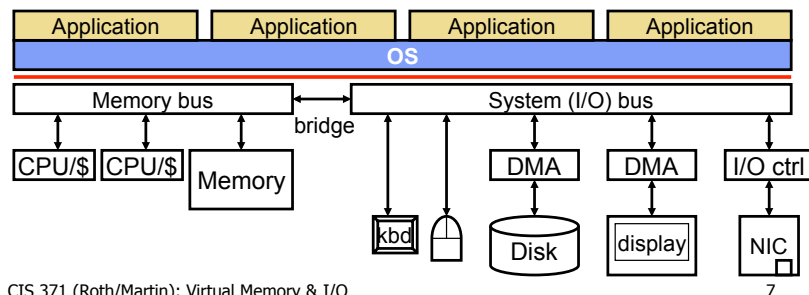 Application Application Application Application
OS
Memory bus System (I/O) bus
bridge
CPU/$ CPU/$ Memory DMA DMA I/O ctrl
kbd Disk display NIC
CIS 371 (Roth/Martin): Virtual Memory & I/O 7